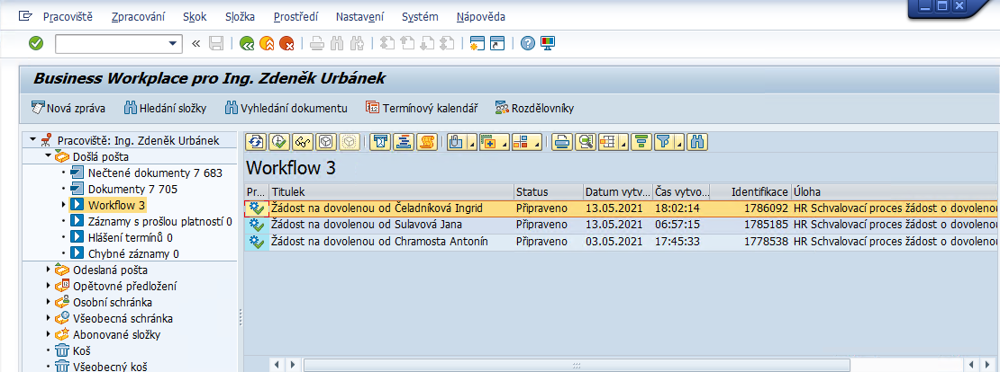 Pracoviště Zpracování Skok Složka Prostředí Nastavení Systém Nápověda
Business Workplace pro Ing. Zdeněk Urbánek
Nová zpráva Hledání složky Vyhledání dokumentu Termínový kalendář Rozdělovníky
Pracoviště: Ing. Zdeněk Urbánek
Došlá pošta
Nečtené dokumenty 7 683
Dokumenty 7 705
Workflow 3
Záznamy s prošlou platností 0
Hlášení termínů 0
Chybné záznamy 0
Odeslaná pošta
Opětovné předložení
Osobní schránka
Všeobecná schránka
Abonované složky
Koš
Všeobecný koš
Workflow 3
Pr... Titulek Status Datum vytv... Čas vytvo... Identifikace Úloha
Žádost na dovolenou od Čeladníková Ingrid Připraveno 13.05.2021 18:02:14 1786092 HR Schvalovací proces žádost o dovolenou
Žádost na dovolenou od Sulavová Jana Připraveno 13.05.2021 06:57:15 1785185 HR Schvalovací proces žádost o dovolenou
Žádost na dovolenou od Chramosta Antonín Připraveno 03.05.2021 17:45:33 1778538 HR Schvalovací proces žádost o dovolenou